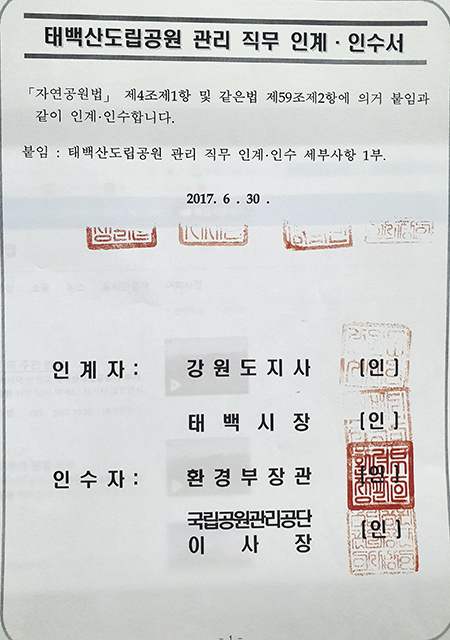 태백산도립공원 관리 직무 인계·인수서
「자연공원법」 제4조제1항 및 같은법 제59조제2항에 의거 붙임과
같이 인계·인수합니다.
붙임 : 태백산도립공원 관리 직무 인계·인수 세부사항 1부.
2017. 6 . 30 .
인 계 자 : 강 원 도 지 사 [인]
태 백 시 장 [인]
인 수 자 : 환 경 부 장 관 [인]
국립공원관리공단
이 사 장 [인]
- 1 -